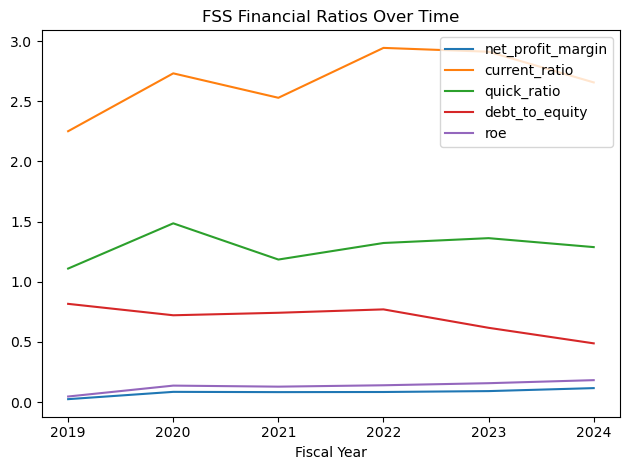 FSS Financial Ratios Over Time
net_profit_margin
current_ratio
quick_ratio
debt_to_equity
roe
3.0
2.5
2.0
1.5
1.0
0.5
0.0
2019 2020 2021 2022 2023 2024
Fiscal Year